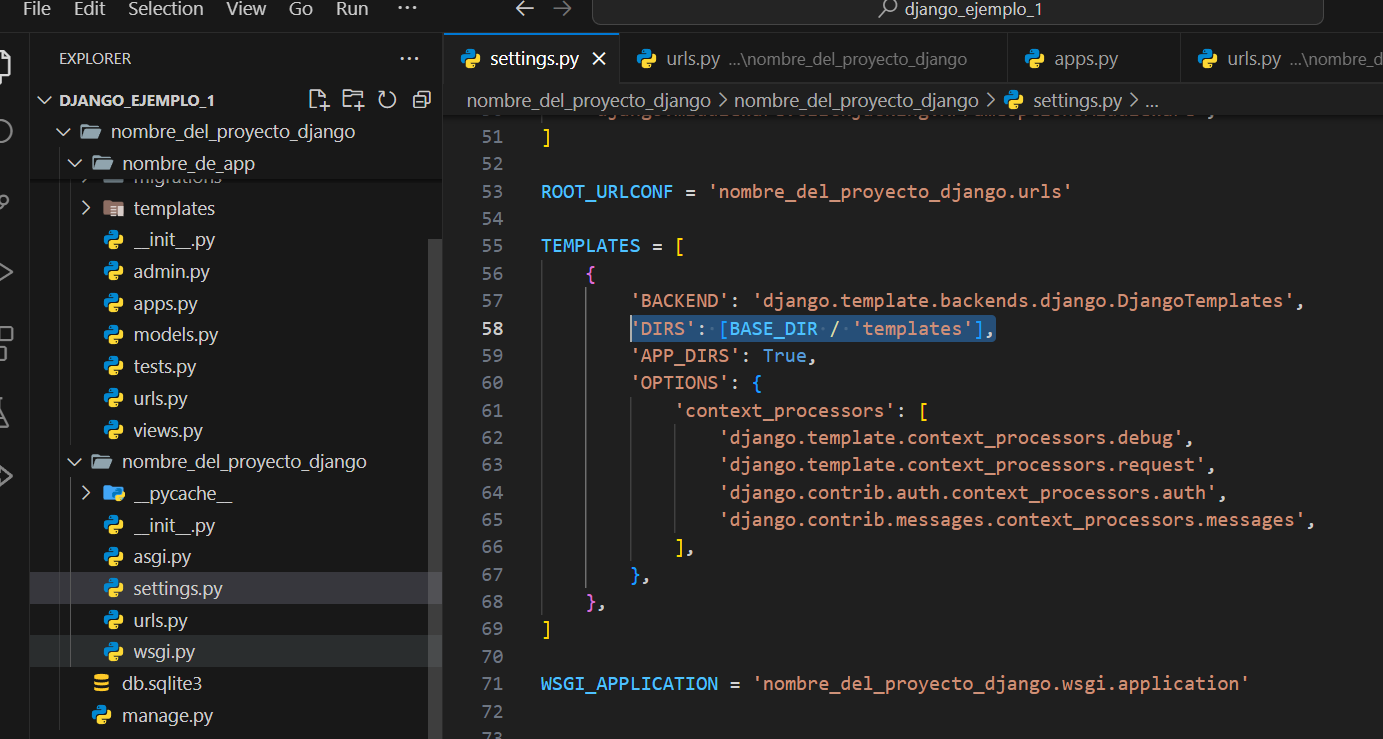 File Edit Selection View Go Run ...
django_ejemplo_1
EXPLORER ...
DJANGO_EJEMPLO_1
nombre_del_proyecto_django
nombre_de_app
migrations
templates
__init__.py
admin.py
apps.py
models.py
tests.py
urls.py
views.py
nombre_del_proyecto_django
__pycache__
__init__.py
asgi.py
settings.py
urls.py
wsgi.py
db.sqlite3
manage.py
settings.py urls.py ...\nombre_del_proyecto_django apps.py urls.py ...\nombre_d
nombre_del_proyecto_django > nombre_del_proyecto_django > settings.py > ...
51 ]
52
53 ROOT_URLCONF = 'nombre_del_proyecto_django.urls'
54
55 TEMPLATES = [
56 {
57 'BACKEND': 'django.template.backends.django.DjangoTemplates',
58 'DIRS': [BASE_DIR / 'templates'],
59 'APP_DIRS': True,
60 'OPTIONS': {
61 'context_processors': [
62 'django.template.context_processors.debug',
63 'django.template.context_processors.request',
64 'django.contrib.auth.context_processors.auth',
65 'django.contrib.messages.context_processors.messages',
66 ],
67 },
68 },
69 ]
70
71 WSGI_APPLICATION = 'nombre_del_proyecto_django.wsgi.application'
72
73